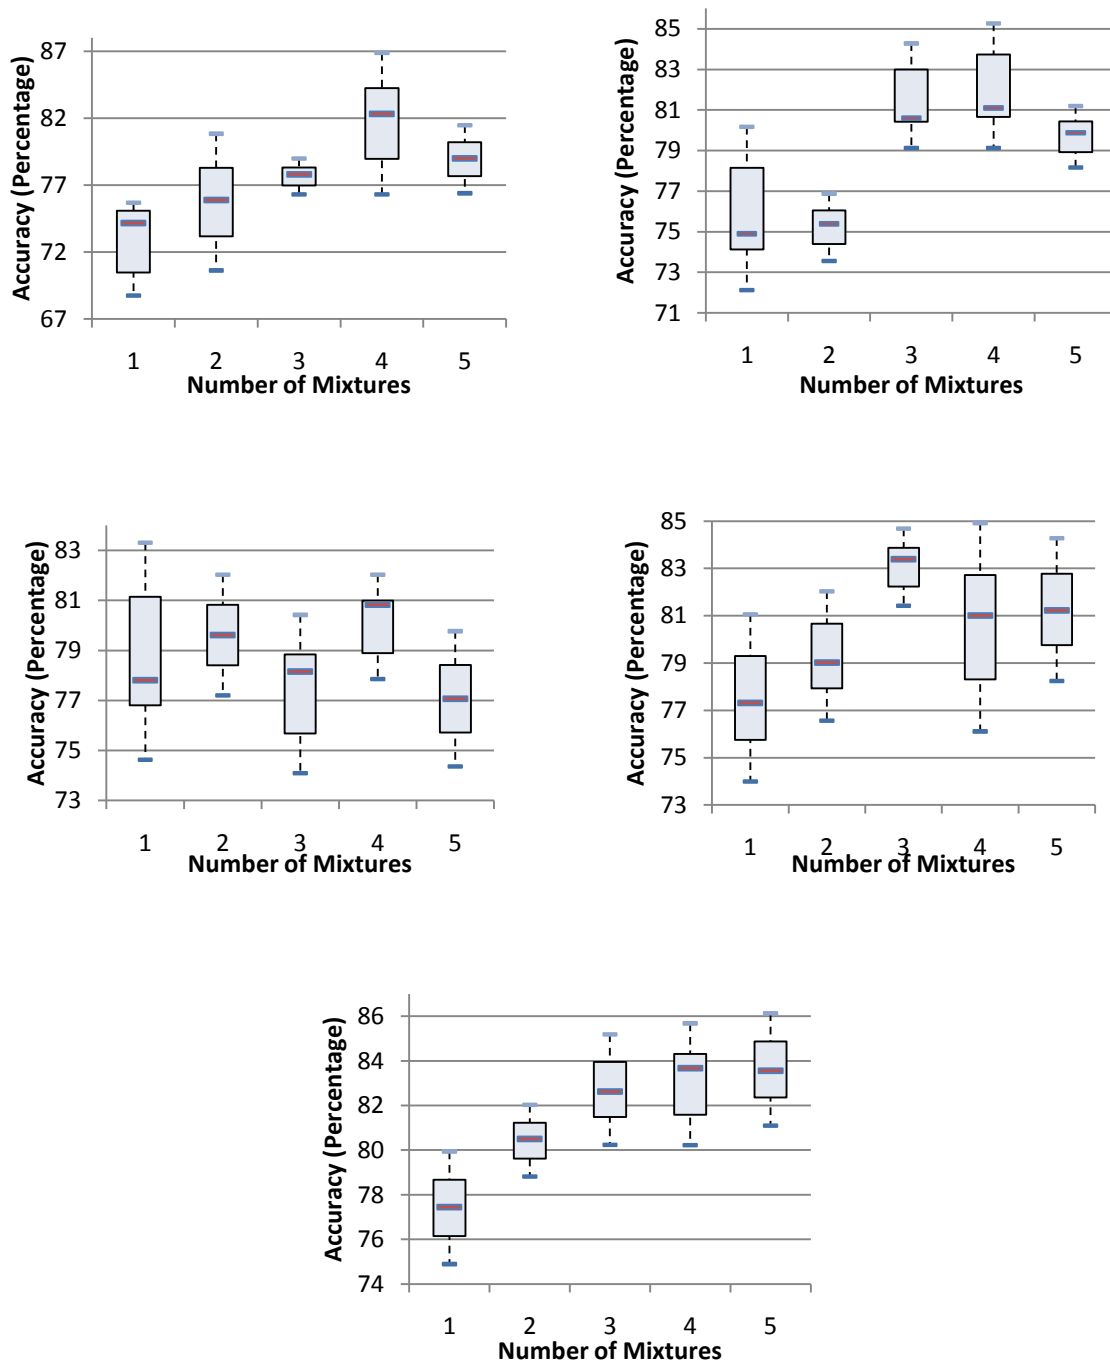 Accuracy (Percentage)
87
82
77
72
67
1 2 3 4 5
Number of Mixtures
Accuracy (Percentage)
85
83
81
79
77
75
73
71
1 2 3 4 5
Number of Mixtures
Accuracy (Percentage)
83
81
79
77
75
73
1 2 3 4 5
Number of Mixtures
Accuracy (Percentage)
85
83
81
79
77
75
73
1 2 3 4 5
Number of Mixtures
Accuracy (Percentage)
86
84
82
80
78
76
74
1 2 3 4 5
Number of Mixtures